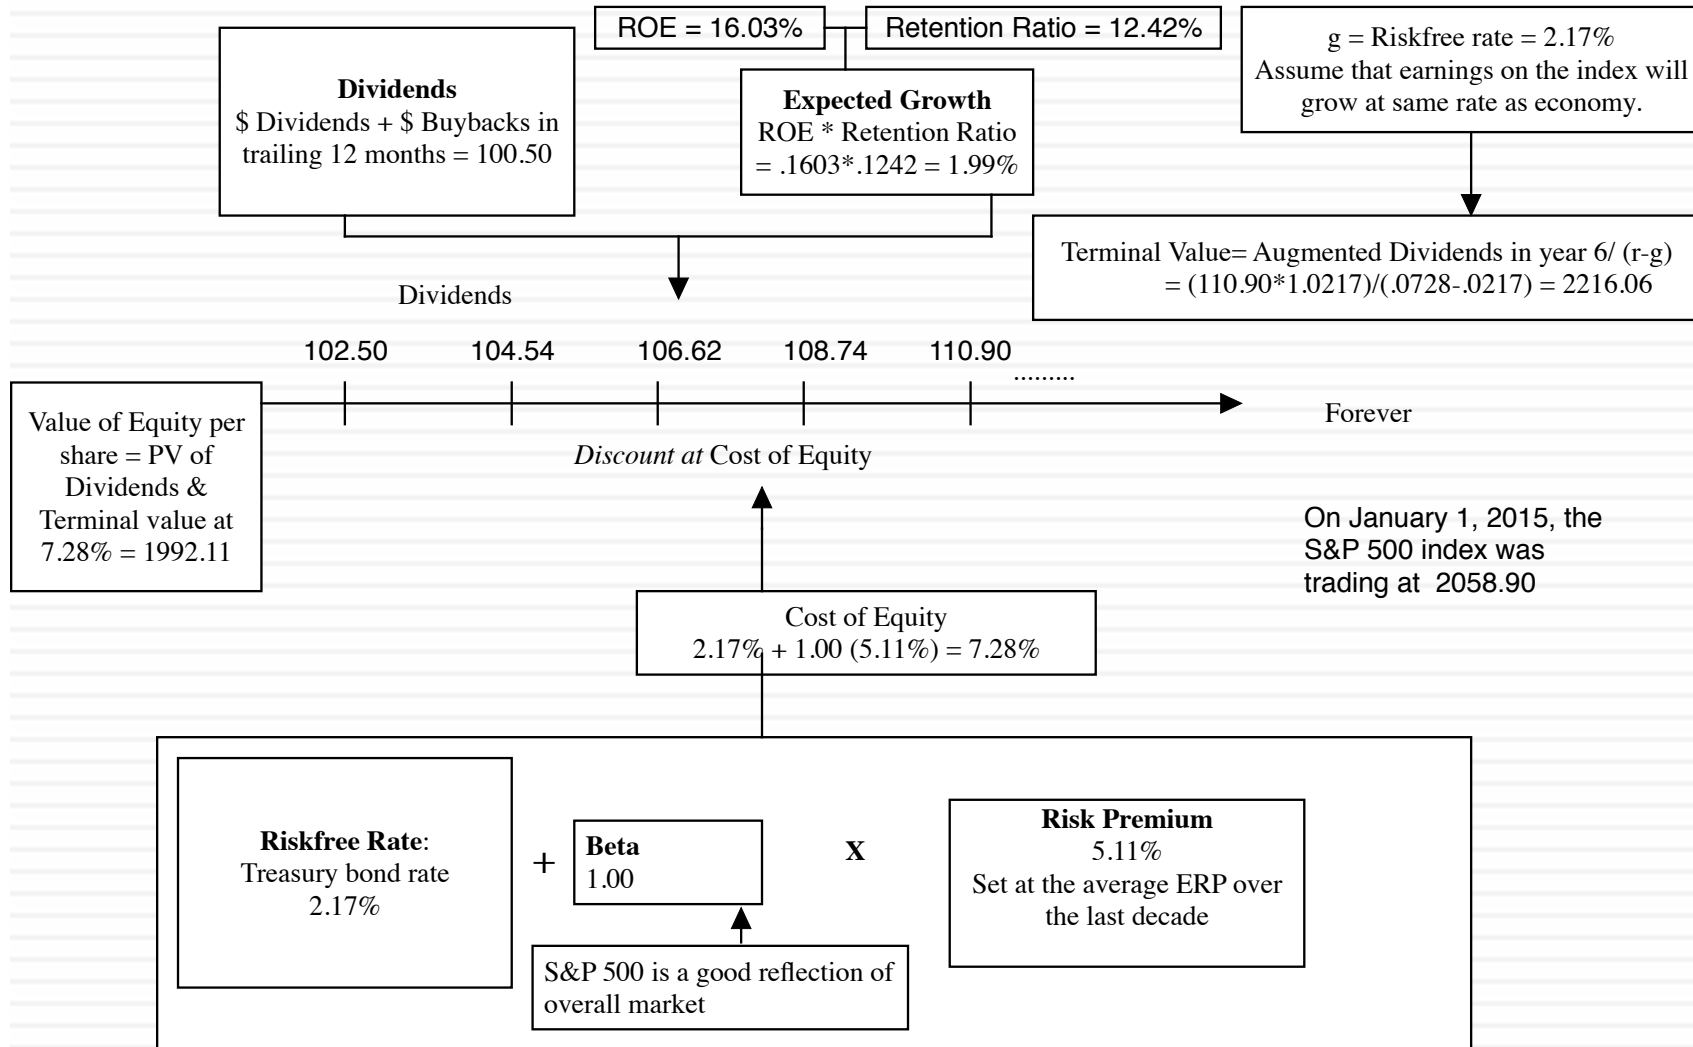 ROE = 16.03%
Retention Ratio = 12.42%
g = Riskfree rate = 2.17%
Assume that earnings on the index will
grow at same rate as economy.
Dividends
$ Dividends + $ Buybacks in
trailing 12 months = 100.50
Expected Growth
ROE * Retention Ratio
= .1603*.1242 = 1.99%
Terminal Value= Augmented Dividends in year 6/ (r-g)
= (110.90*1.0217)/(.0728-.0217) = 2216.06
Dividends
102.50
104.54
106.62
108.74
110.90
.........
Forever
Value of Equity per
share = PV of
Dividends &
Terminal value at
7.28% = 1992.11
Discount at Cost of Equity
On January 1, 2015, the
S&P 500 index was
trading at 2058.90
Cost of Equity
2.17% + 1.00 (5.11%) = 7.28%
Riskfree Rate:
Treasury bond rate
2.17%
+
Beta
1.00
X
Risk Premium
5.11%
Set at the average ERP over
the last decade
S&P 500 is a good reflection of
overall market